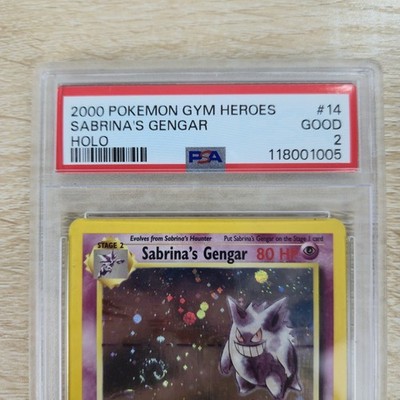 2000 POKEMON GYM HEROES #14
SABRINA'S GENGAR GOOD
HOLO PSA 2
118001005
Evolves from Sabrina's Haunter Put Sabrina's Gengar on the Stage 1 card
STAGE 2
Sabrina's Gengar 80 HP